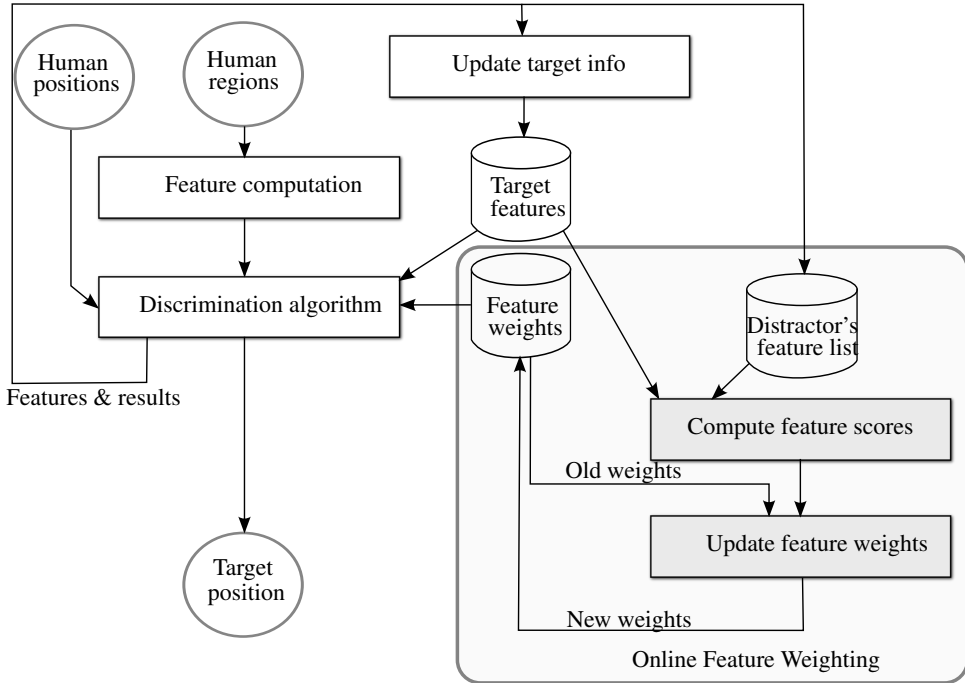 Human
positions
Human
regions
Update target info
Feature computation
Target
features
Discrimination algorithm
Feature
weights
Distractor's
feature list
Features & results
Compute feature scores
Old weights
Update feature weights
Target
position
New weights
Online Feature Weighting